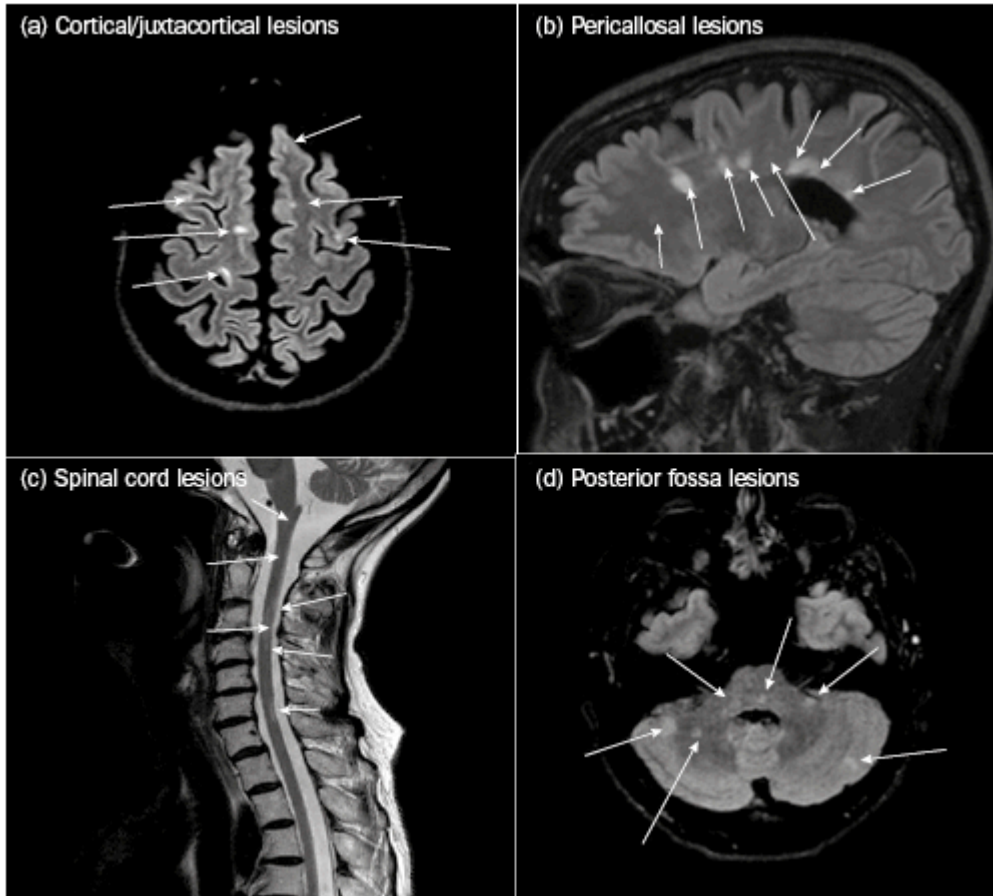 (a) Cortical/juxtacortical lesions
(b) Pericallosal lesions
(c) Spinal cord lesions
(d) Posterior fossa lesions